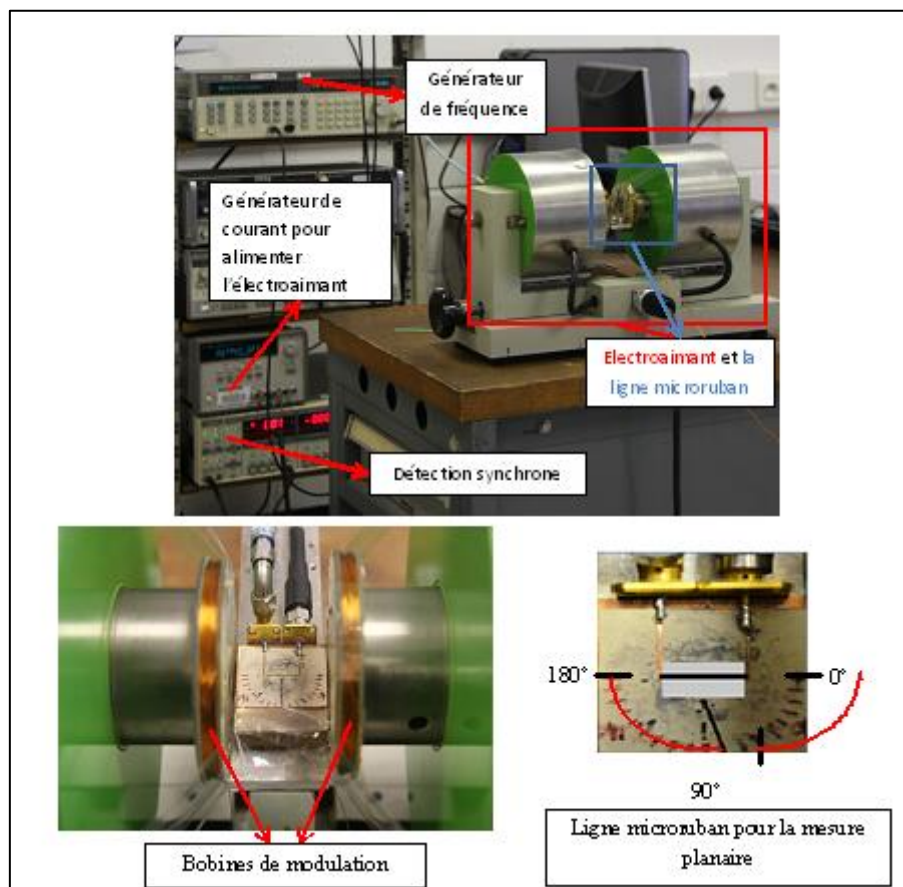 Générateur
de fréquence
Générateur de
courant pour
alimenter
l'électroaimant
Electroaimant et la
ligne microruban
Détection synchrone
180°
0°
90°
Bobines de modulation
Ligne microruban pour la mesure
planaire